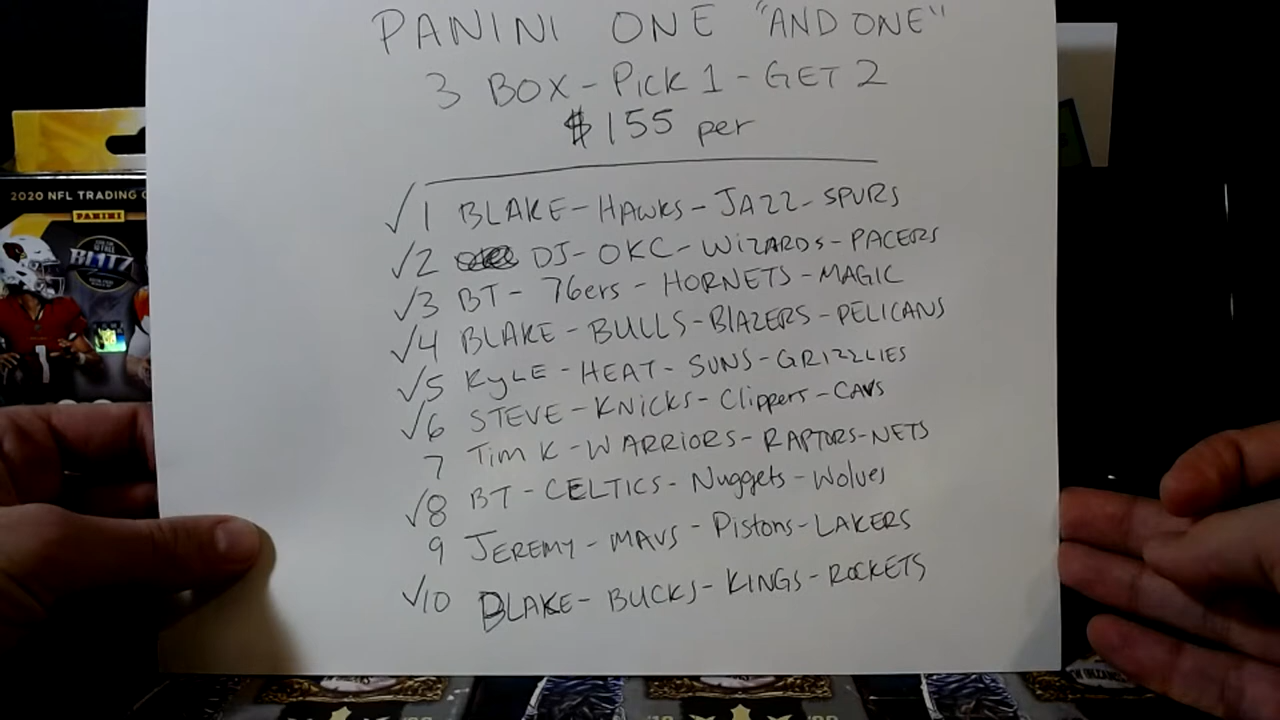 PANINI ONE "AND ONE"
3 BOX - Pick 1 - GET 2
$155 per
√1 BLAKE - HAWKS - JAZZ - SPURS
√2 DJ - OKC - WIZARDS - PACERS
√3 BT - 76ers - HORNETS - MAGIC
√4 BLAKE - BULLS - BLAZERS - PELICANS
√5 KyLE - HEAT - SUNS - GRIZZLIES
√6 STEVE - KNICKS - Clippers - CAVS
7 Tim K - WARRIORS - RAPTORS - NETS
√8 BT - CELTICS - Nuggets - Wolves
9 JEREMY - MAVS - Pistons - LAKERS
√10 BLAKE - BUCKS - KINGS - ROCKETS
2020 NFL TRADING C
PANINI
BLITZ